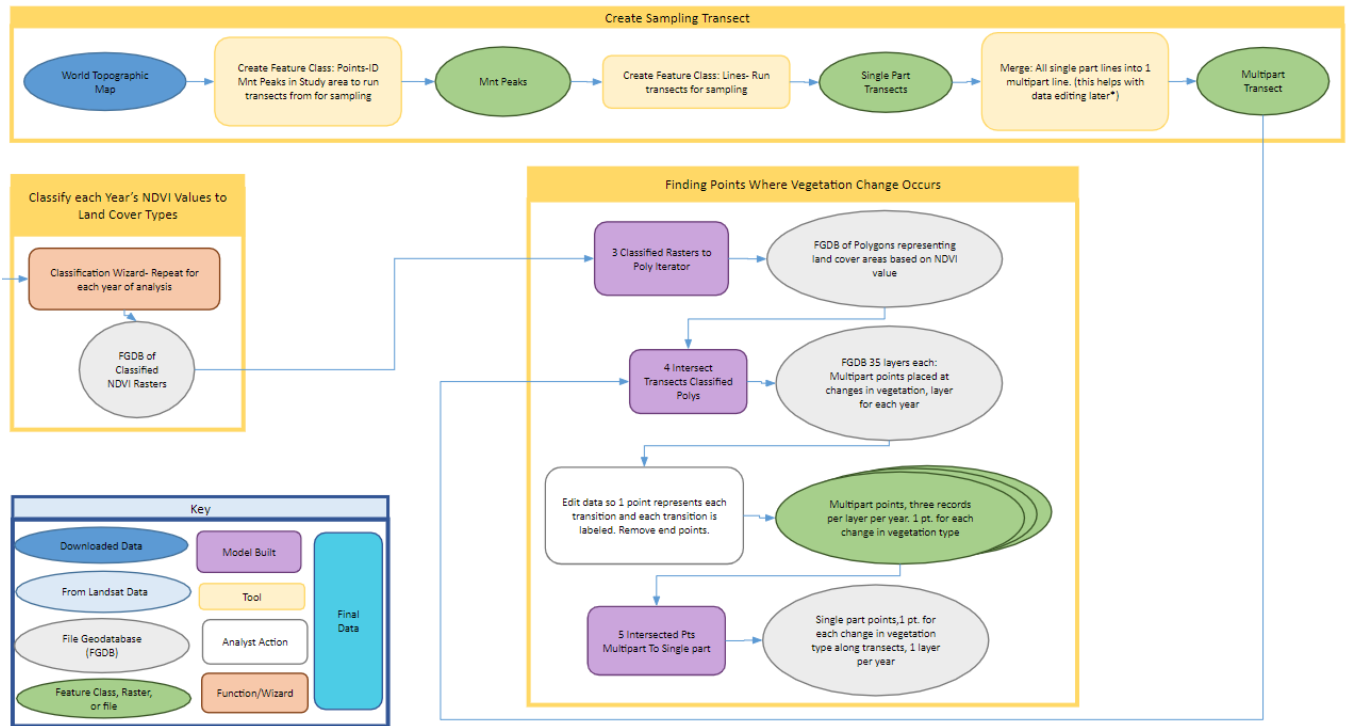 Create Sampling Transect
World Topographic
Map
Create Feature Class: Points-ID
Mnt Peaks in Study area to run
transects from for sampling
Mnt Peaks
Create Feature Class: Lines- Run
transects for sampling
Single Part
Transects
Merge: All single part lines into 1
multipart line. (this helps with
data editing later*)
Multipart
Transect
Classify each Year's NDVI Values to
Land Cover Types
Classification Wizard- Repeat for
each year of analysis
FGDB of
Classified
NDVI Rasters
Finding Points Where Vegetation Change Occurs
3 Classified Rasters to
Poly Iterator
FGDB of Polygons representing
land cover areas based on NDVI
value
4 Intersect
Transects Classified
Polys
FGDB 35 layers each:
Multipart points placed at
changes in vegetation, layer
for each year
Edit data so 1 point represents each
transition and each transition is
labeled. Remove end points.
Multipart points, three records
per layer per year. 1 pt. for each
change in vegetation type
5 Intersected Pts
Multipart To Single part
Single part points,1 pt. for
each change in vegetation
type along transects, 1 layer
per year
Key
Downloaded Data
From Landsat Data
File Geodatabase
(FGDB)
Feature Class, Raster,
or file
Model Built
Tool
Analyst Action
Function/Wizard
Final
Data